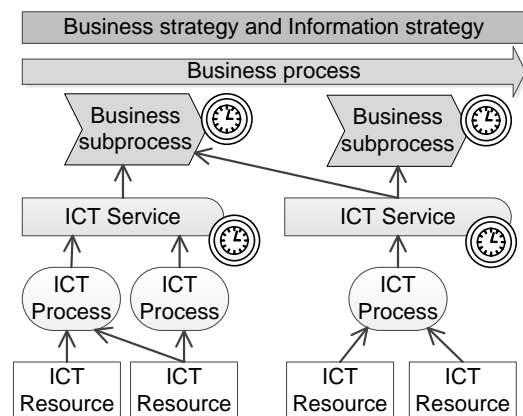 Business strategy and Information strategy
Business process
Business
subprocess
Business
subprocess
ICT Service
ICT Service
ICT
Process
ICT
Process
ICT
Process
ICT
Resource
ICT
Resource
ICT
Resource
ICT
Resource